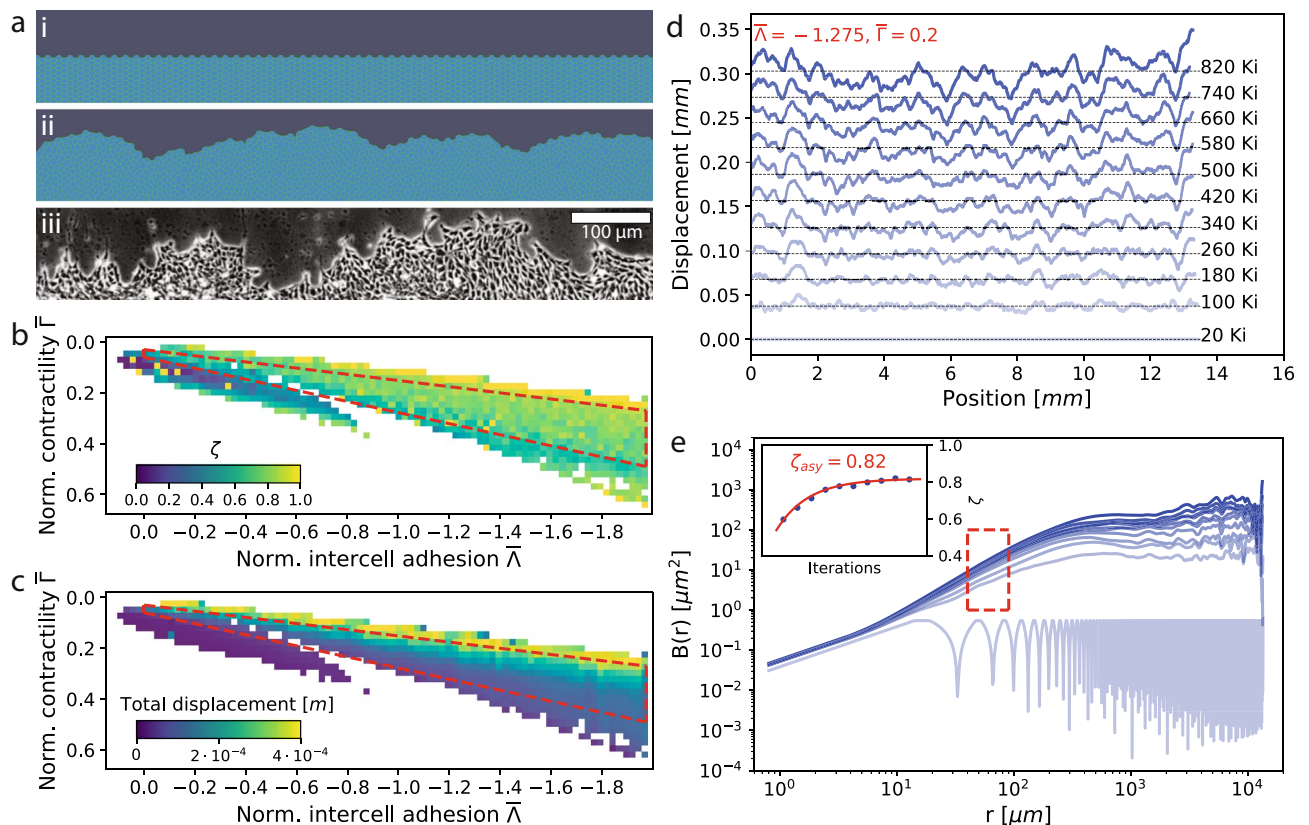 a
i
ii
iii
100 μm
b
Norm. contractility Γ̅
0.0
0.2
0.4
0.6
ζ
0.0 0.2 0.4 0.6 0.8 1.0
0.0 −0.2 −0.4 −0.6 −0.8 −1.0 −1.2 −1.4 −1.6 −1.8
Norm. intercell adhesion Λ̅
c
Norm. contractility Γ̅
0.0
0.2
0.4
0.6
Total displacement [m]
0 2·10⁻⁴ 4·10⁻⁴
0.0 −0.2 −0.4 −0.6 −0.8 −1.0 −1.2 −1.4 −1.6 −1.8
Norm. intercell adhesion Λ̅
d
Λ̅ = −1.275, Γ̅ = 0.2
Displacement [mm]
0.35
0.30
0.25
0.20
0.15
0.10
0.05
0.00
820 Ki
740 Ki
660 Ki
580 Ki
500 Ki
420 Ki
340 Ki
260 Ki
180 Ki
100 Ki
20 Ki
0 2 4 6 8 10 12 14 16
Position [mm]
e
B(r) [μm²]
10⁴
10³
10²
10¹
10⁰
10⁻¹
10⁻²
10⁻³
10⁻⁴
ζasy = 0.82
1.0
0.8
0.6
0.4
ζ
Iterations
10⁰ 10¹ 10² 10³ 10⁴
r [μm]